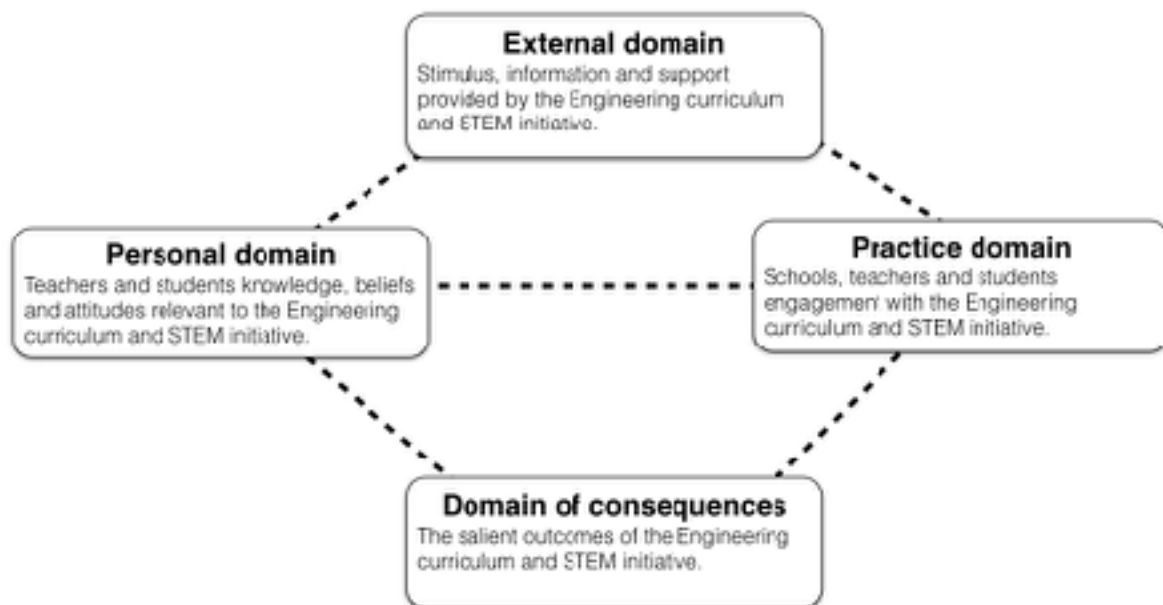 External domain
Stimulus, information and support
provided by the Engineering curriculum
and STEM initiative.
Personal domain
Teachers and students knowledge, beliefs
and attitudes relevant to the Engineering
curriculum and STEM initiative.
Practice domain
Schools, teachers and students
engagement with the Engineering
curriculum and STEM initiative.
Domain of consequences
The salient outcomes of the Engineering
curriculum and STEM initiative.